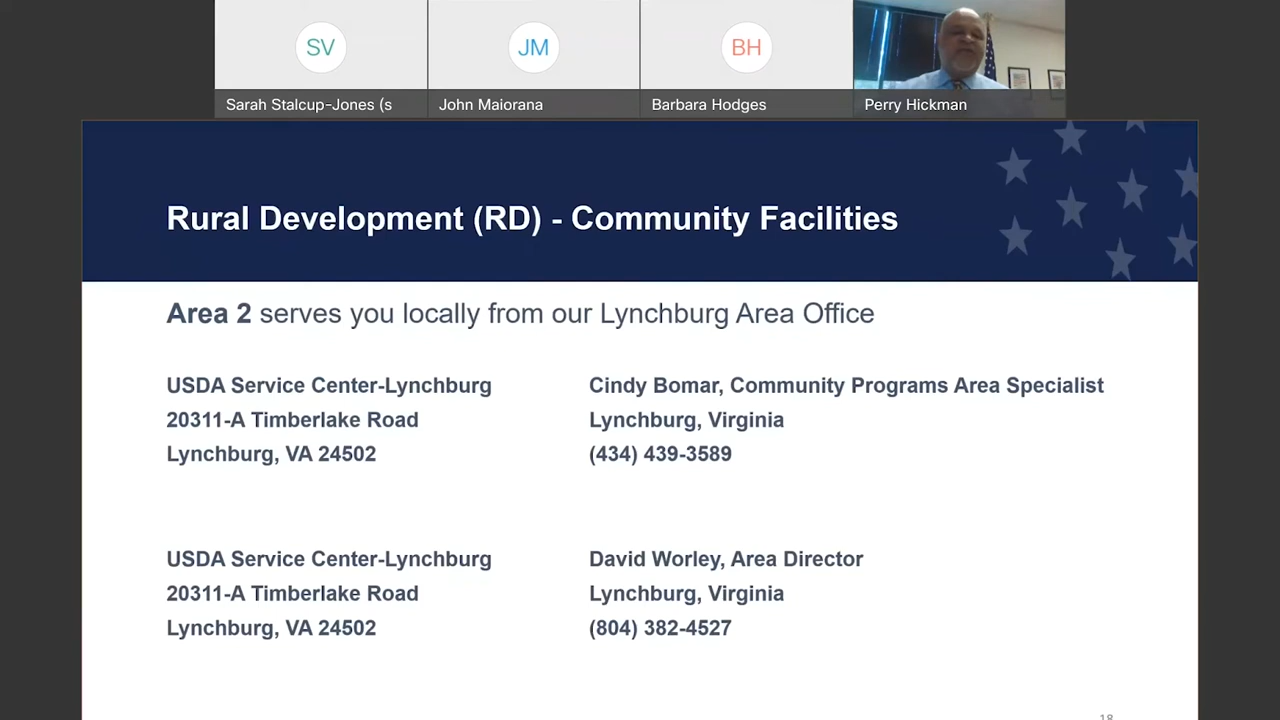 SV
JM
BH
Sarah Stalcup-Jones (s
John Maiorana
Barbara Hodges
Perry Hickman
Rural Development (RD) - Community Facilities
Area 2 serves you locally from our Lynchburg Area Office
USDA Service Center-Lynchburg
20311-A Timberlake Road
Lynchburg, VA 24502
Cindy Bomar, Community Programs Area Specialist
Lynchburg, Virginia
(434) 439-3589
USDA Service Center-Lynchburg
20311-A Timberlake Road
Lynchburg, VA 24502
David Worley, Area Director
Lynchburg, Virginia
(804) 382-4527
18